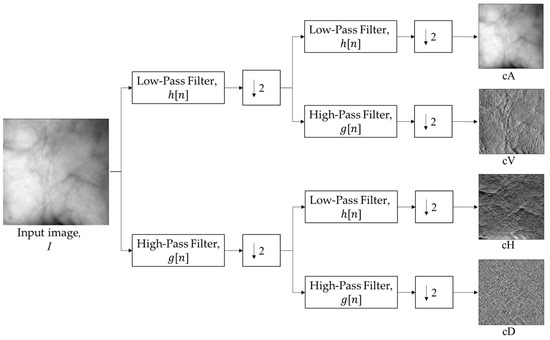 Low-Pass Filter,
h[n]
↓ 2
cA
Low-Pass Filter,
h[n]
↓ 2
High-Pass Filter,
g[n]
↓ 2
cV
Input image,
I
Low-Pass Filter,
h[n]
↓ 2
cH
High-Pass Filter,
g[n]
↓ 2
High-Pass Filter,
g[n]
↓ 2
cD